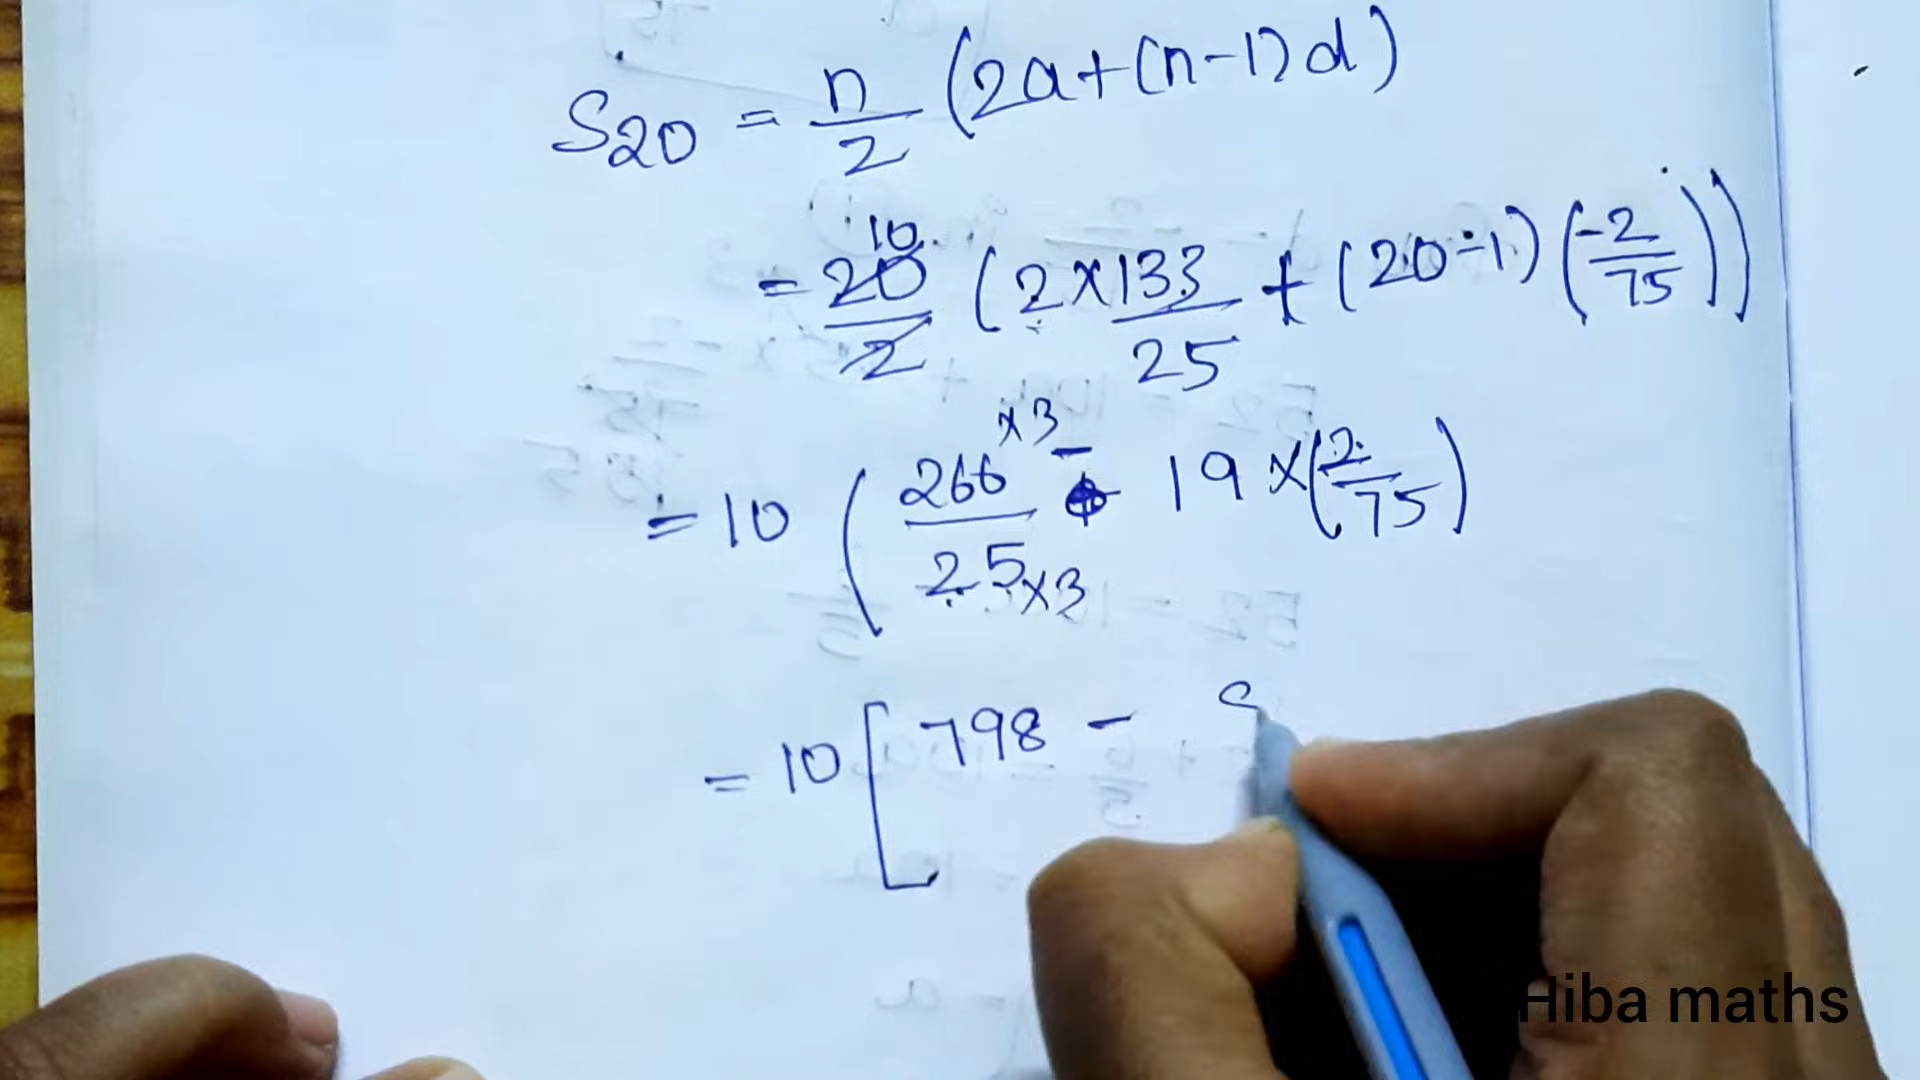 S20 = n/2 (2a+(n-1)d)
= 20/2 10 (2×133/25 + (20-1)(-2/75))
= 10 (266×3/25×3 - 19×(2/75))
= 10[798 -
Hiba maths